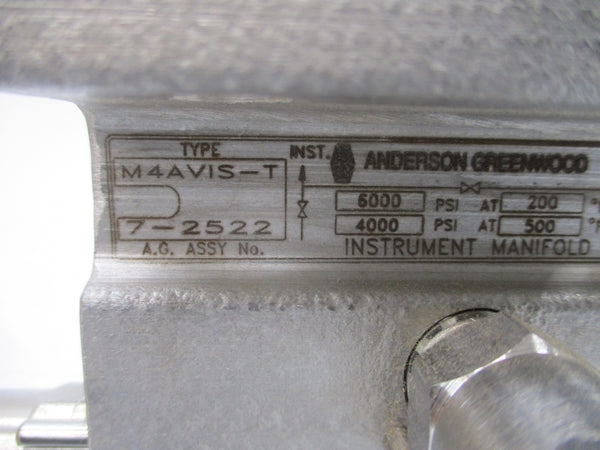 TYPE
M4AVIS-T
7-2522
A.G. ASSY No.
INST.
ANDERSON GREENWOOD
6000 PSI AT 200
4000 PSI AT 500
INSTRUMENT MANIFOLD